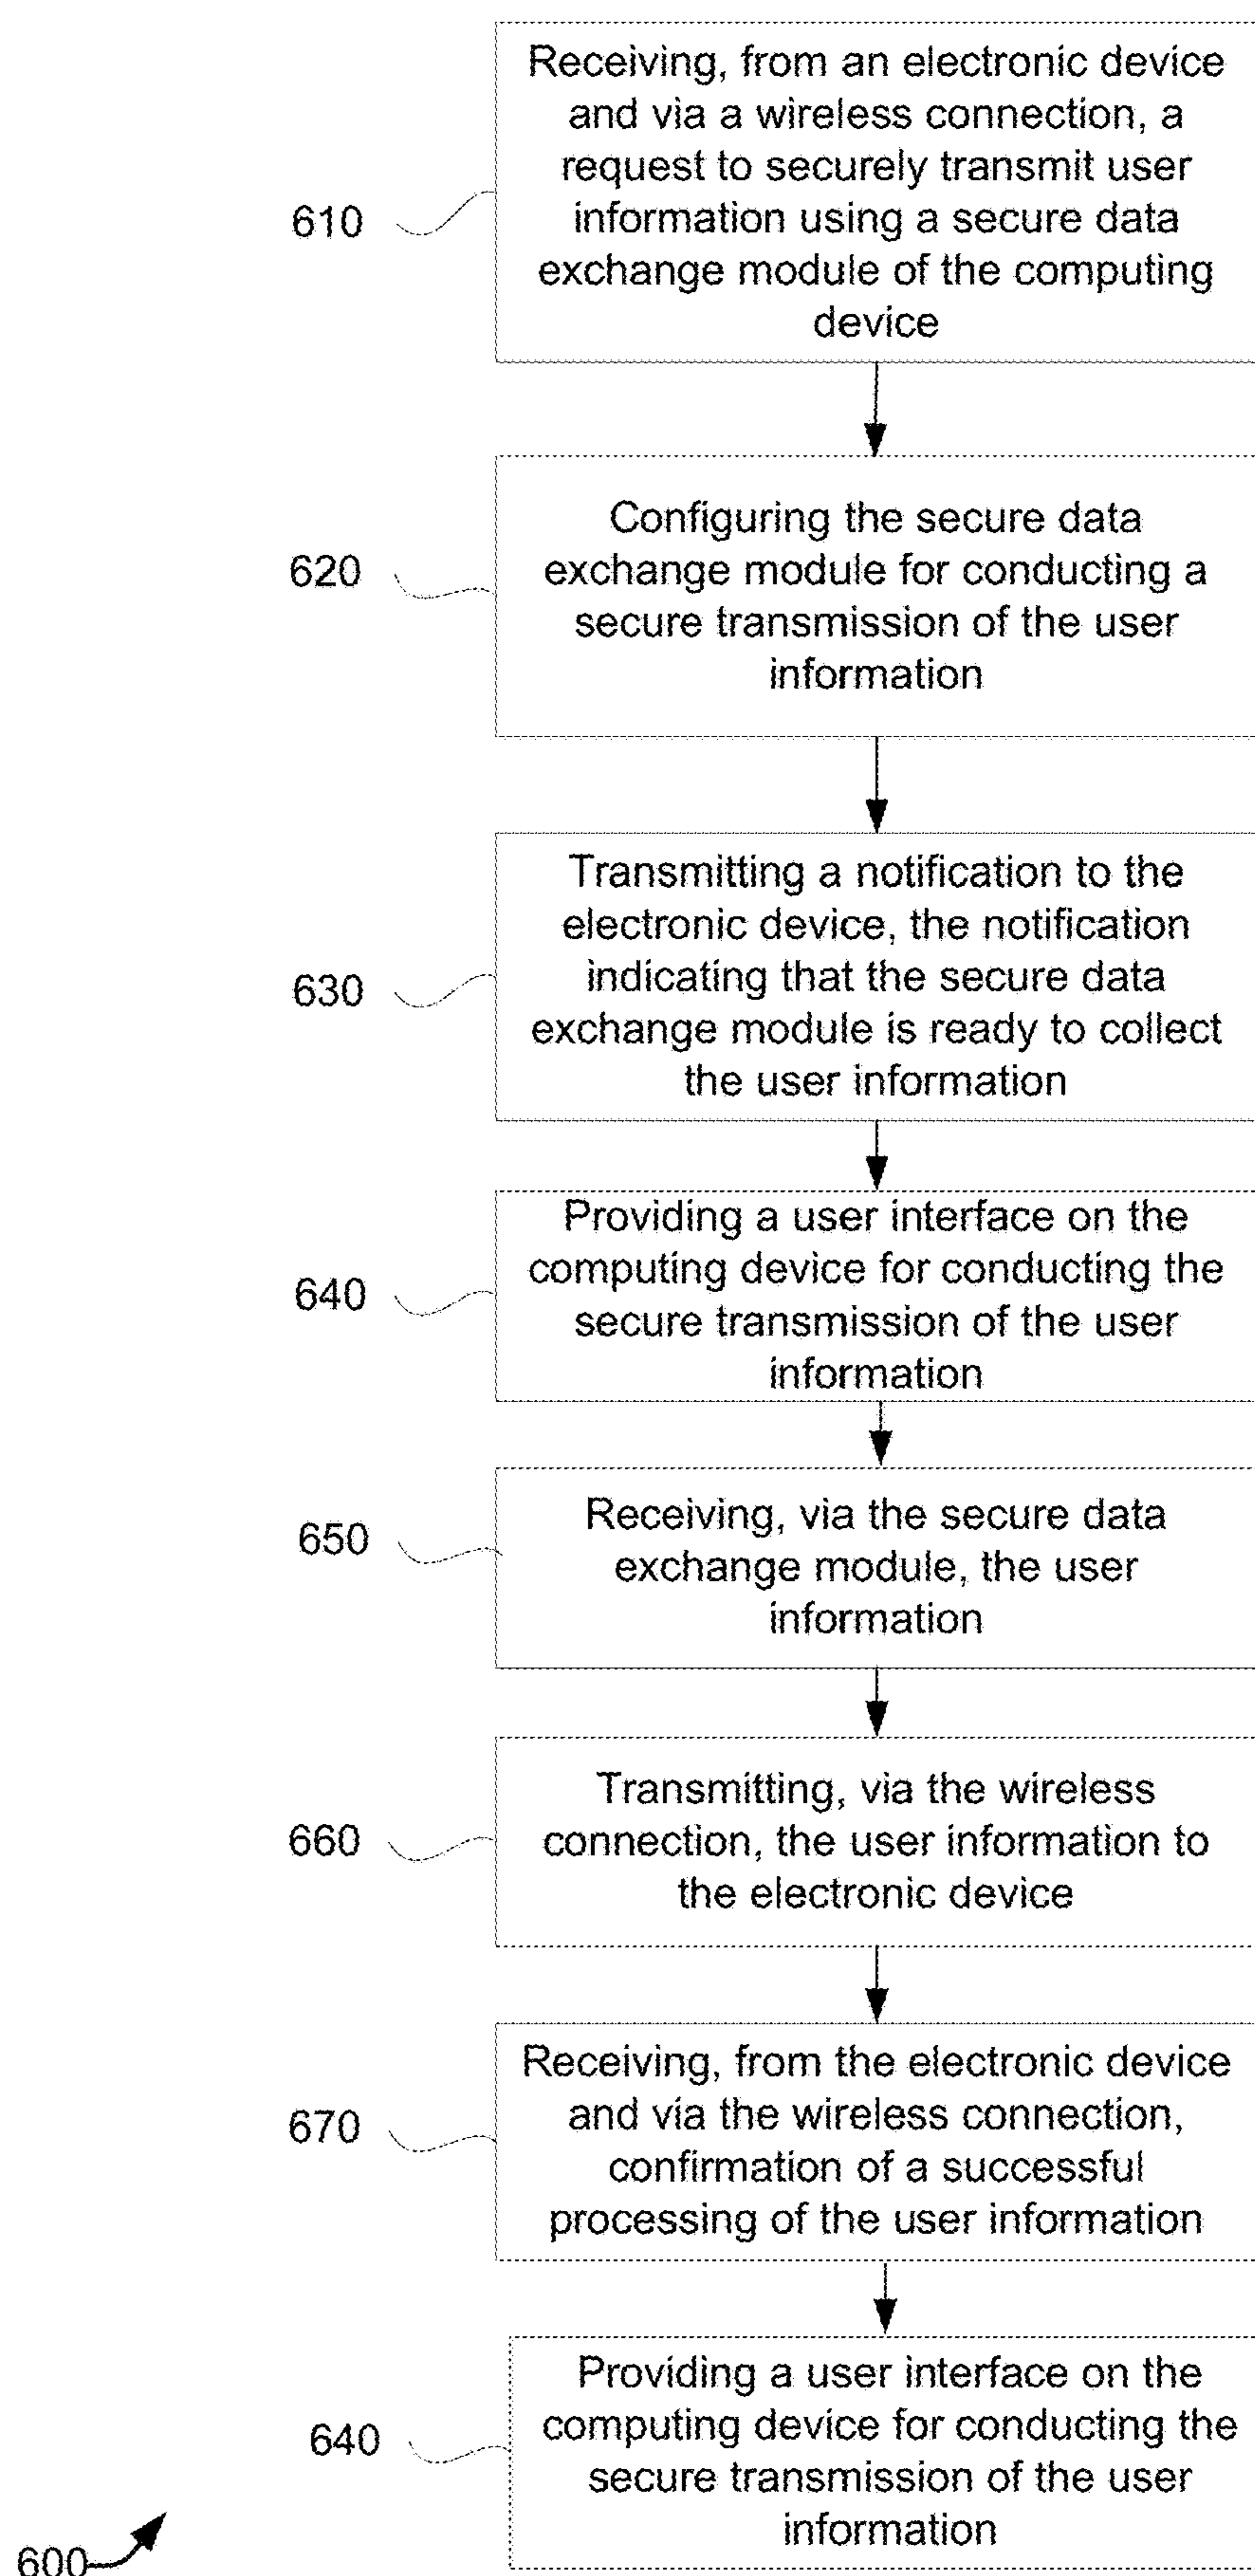 Receiving, from an electronic device
and via a wireless connection, a
request to securely transmit user
information using a secure data
exchange module of the computing
device
610
Configuring the secure data
exchange module for conducting a
secure transmission of the user
information
620
Transmitting a notification to the
electronic device, the notification
indicating that the secure data
exchange module is ready to collect
the user information
630
Providing a user interface on the
computing device for conducting the
secure transmission of the user
information
640
Receiving, via the secure data
exchange module, the user
information
650
Transmitting, via the wireless
connection, the user information to
the electronic device
660
Receiving, from the electronic device
and via the wireless connection,
confirmation of a successful
processing of the user information
670
Providing a user interface on the
computing device for conducting the
secure transmission of the user
information
640
600